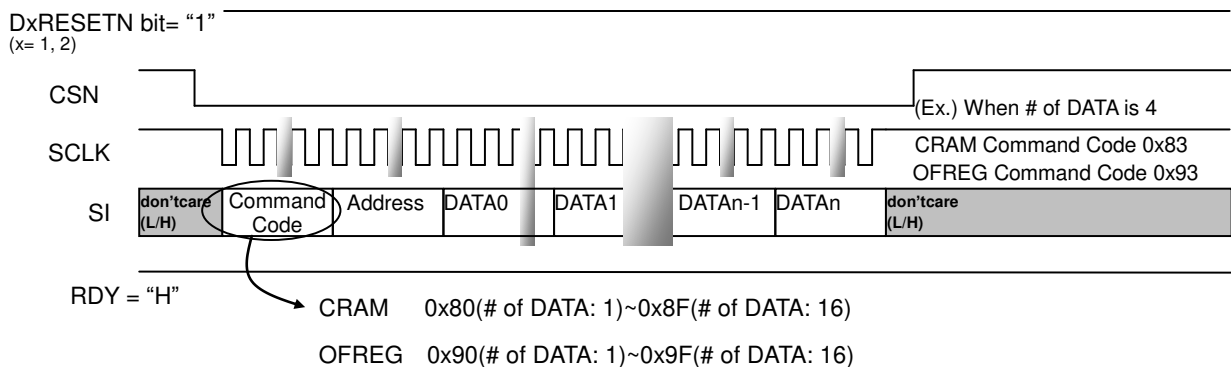 DxRESETN bit= “1”
(x= 1, 2)
CSN
(Ex.) When # of DATA is 4
SCLK
CRAM Command Code 0x83
OFREG Command Code 0x93
SI
don'tcare
(L/H)
Command
Code
Address
DATA0
DATA1
DATAn-1
DATAn
don'tcare
(L/H)
RDY = “H”
CRAM 0x80(# of DATA: 1)~0x8F(# of DATA: 16)
OFREG 0x90(# of DATA: 1)~0x9F(# of DATA: 16)